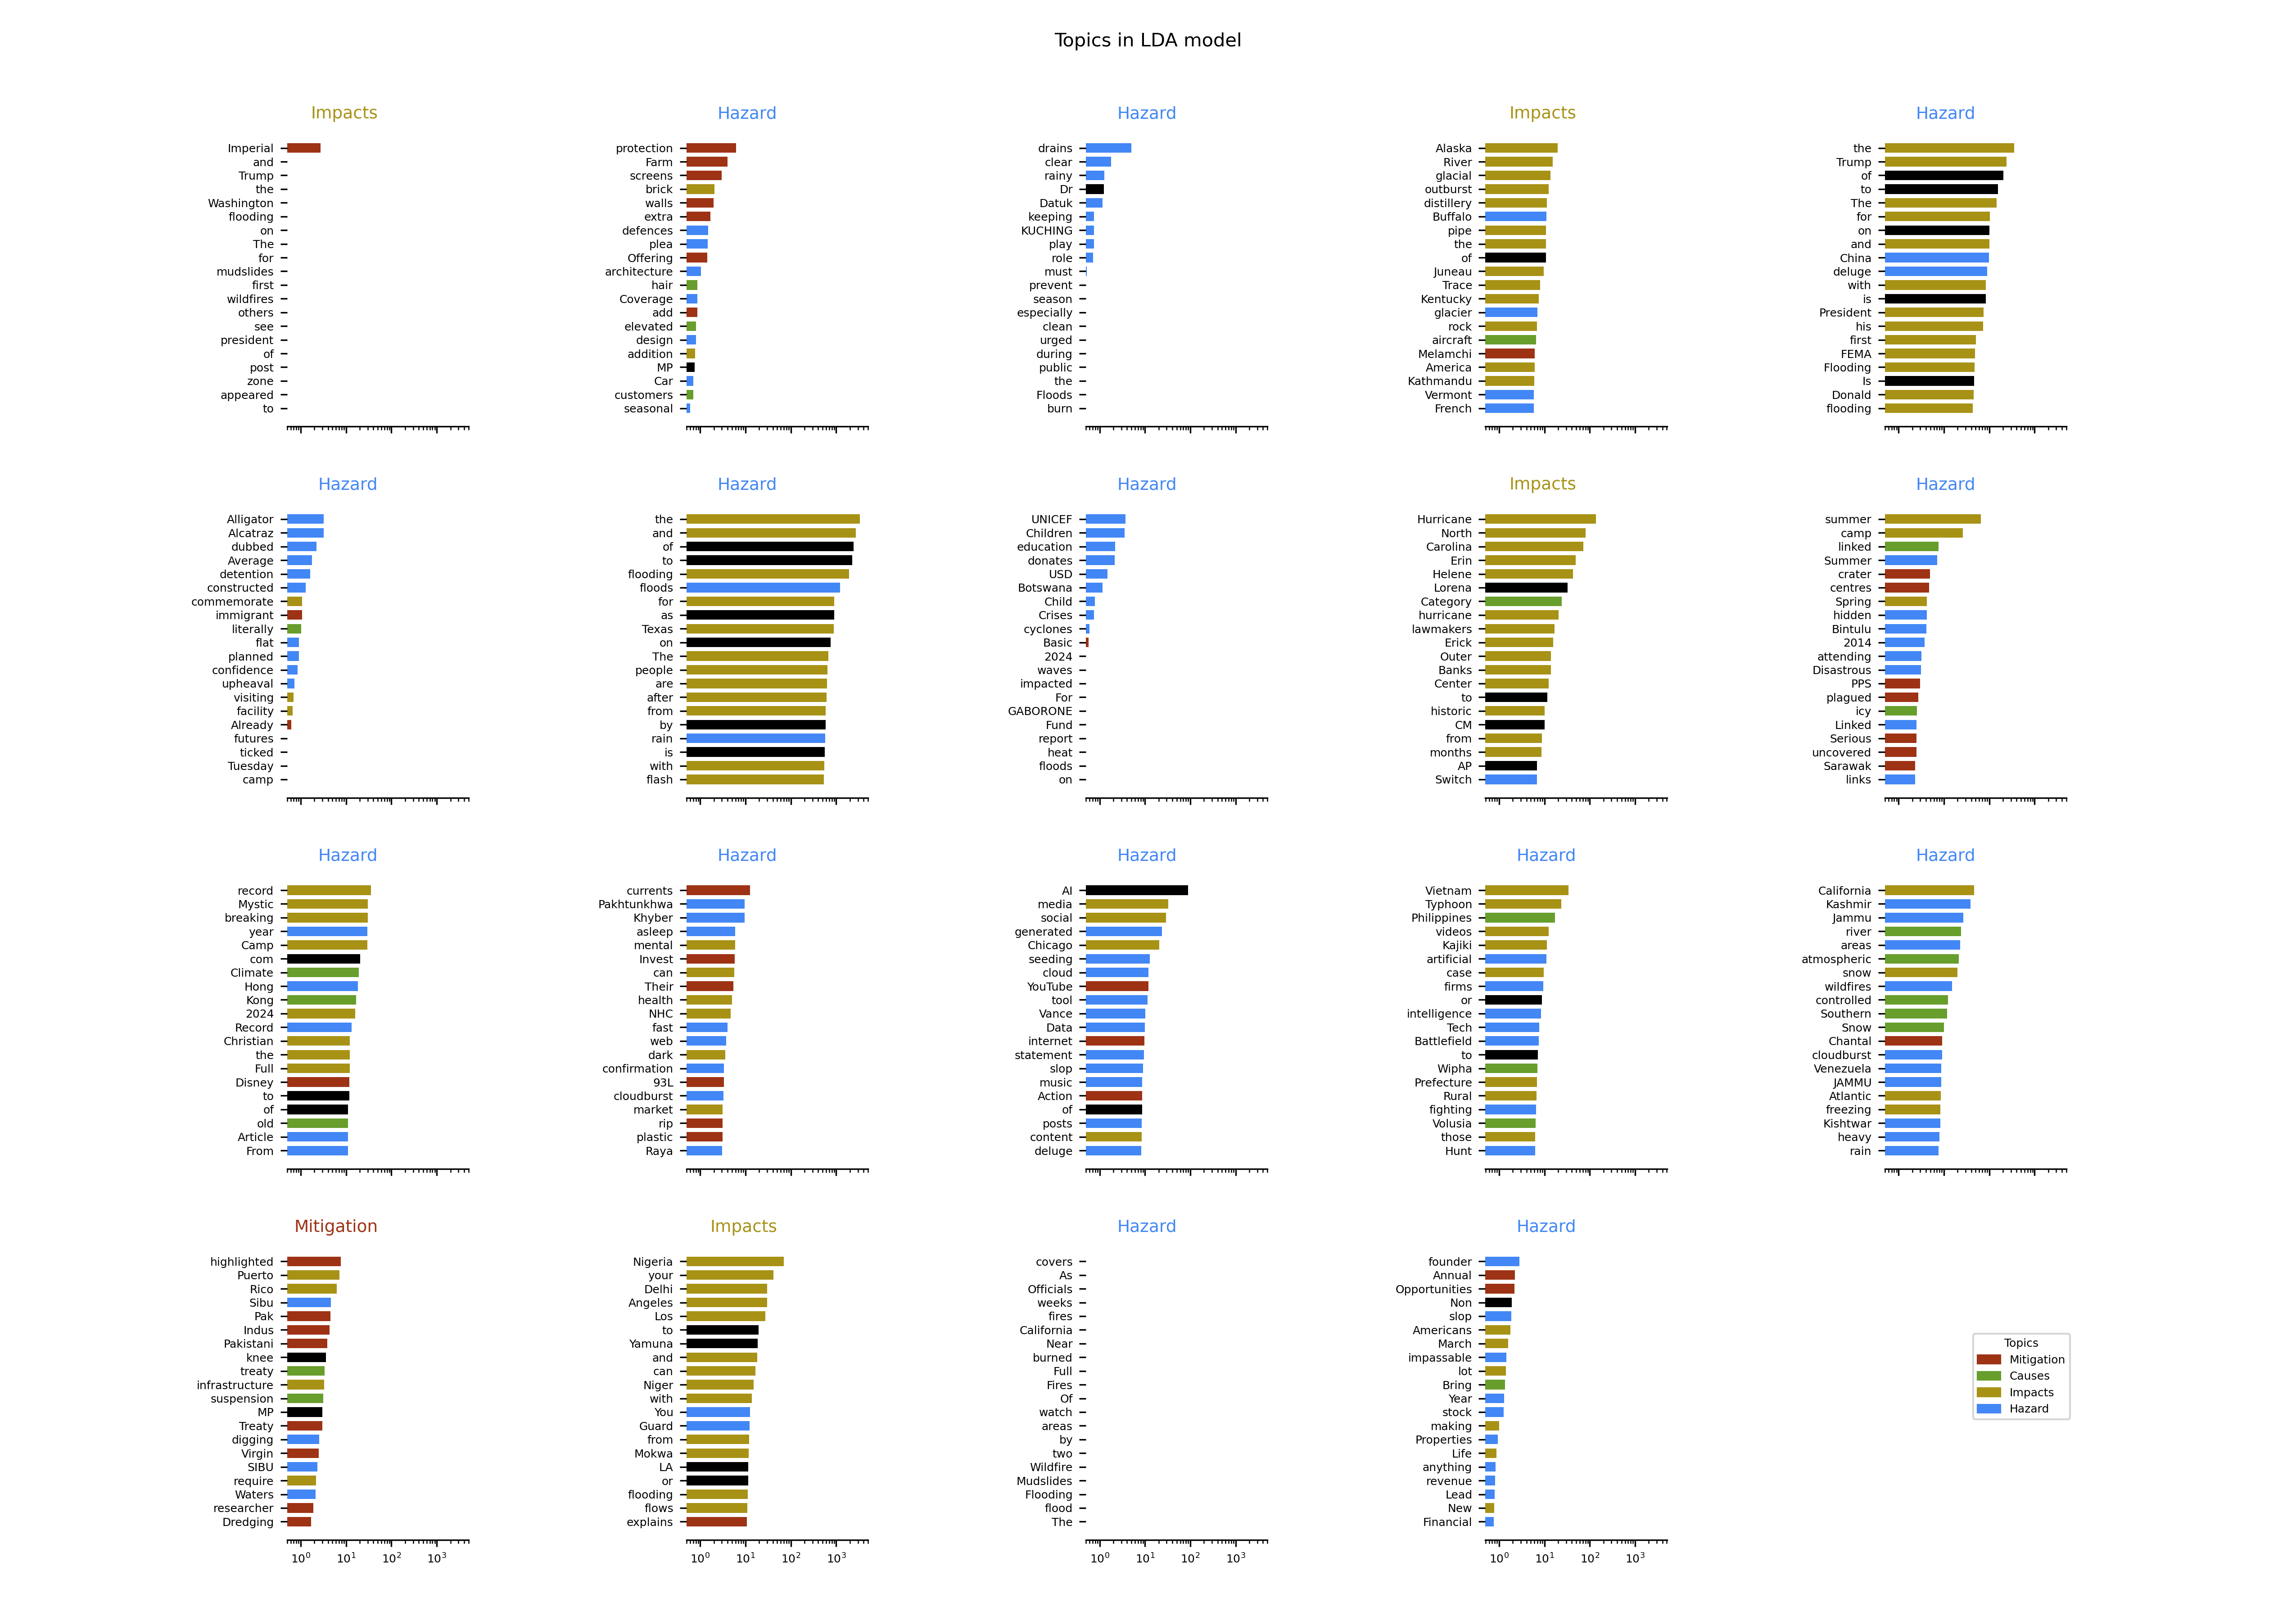 Topics in LDA model
Impacts
Imperial
and
Trump
the
Washington
flooding
on
The
for
mudslides
first
wildfires
others
see
president
of
post
zone
appeared
to
Hazard
protection
Farm
screens
brick
walls
extra
defences
plea
Offering
architecture
hair
Coverage
add
elevated
design
addition
MP
Car
customers
seasonal
Hazard
drains
clear
rainy
Dr
Datuk
keeping
KUCHING
play
role
must
prevent
season
especially
clean
urged
during
public
the
Floods
burn
Impacts
Alaska
River
glacial
outburst
distillery
Buffalo
pipe
the
of
Juneau
Trace
Kentucky
glacier
rock
aircraft
Melamchi
America
Kathmandu
Vermont
French
Hazard
the
Trump
of
to
The
for
on
and
China
deluge
with
is
President
his
first
FEMA
Flooding
Is
Donald
flooding
Hazard
Alligator
Alcatraz
dubbed
Average
detention
constructed
commemorate
immigrant
literally
flat
planned
confidence
upheaval
visiting
facility
Already
futures
ticked
Tuesday
camp
Hazard
the
and
of
to
flooding
floods
for
as
Texas
on
The
people
are
after
from
by
rain
is
with
flash
Hazard
UNICEF
Children
education
donates
USD
Botswana
Child
Crises
cyclones
Basic
2024
waves
impacted
For
GABORONE
Fund
report
heat
floods
on
Impacts
Hurricane
North
Carolina
Erin
Helene
Lorena
Category
hurricane
lawmakers
Erick
Outer
Banks
Center
to
historic
CM
from
months
AP
Switch
Hazard
summer
camp
linked
Summer
crater
centres
Spring
hidden
Bintulu
2014
attending
Disastrous
PPS
plagued
icy
Linked
Serious
uncovered
Sarawak
links
Hazard
record
Mystic
breaking
year
Camp
com
Climate
Hong
Kong
2024
Record
Christian
the
Full
Disney
to
of
old
Article
From
Hazard
currents
Pakhtunkhwa
Khyber
asleep
mental
Invest
can
Their
health
NHC
fast
web
dark
confirmation
93L
cloudburst
market
rip
plastic
Raya
Hazard
AI
media
social
generated
Chicago
seeding
cloud
YouTube
tool
Vance
Data
internet
statement
slop
music
Action
of
posts
content
deluge
Hazard
Vietnam
Typhoon
Philippines
videos
Kajiki
artificial
case
firms
or
intelligence
Tech
Battlefield
to
Wipha
Prefecture
Rural
fighting
Volusia
those
Hunt
Hazard
California
Kashmir
Jammu
river
areas
atmospheric
snow
wildfires
controlled
Southern
Snow
Chantal
cloudburst
Venezuela
JAMMU
Atlantic
freezing
Kishtwar
heavy
rain
Mitigation
highlighted
Puerto
Rico
Sibu
Pak
Indus
Pakistani
knee
treaty
infrastructure
suspension
MP
Treaty
digging
Virgin
SIBU
require
Waters
researcher
Dredging
10⁰ 10¹ 10² 10³
Impacts
Nigeria
your
Delhi
Angeles
Los
to
Yamuna
and
can
Niger
with
You
Guard
from
Mokwa
LA
or
flooding
flows
explains
10⁰ 10¹ 10² 10³
Hazard
covers
As
Officials
weeks
fires
California
Near
burned
Full
Fires
Of
watch
areas
by
two
Wildfire
Mudslides
Flooding
flood
The
10⁰ 10¹ 10² 10³
Hazard
founder
Annual
Opportunities
Non
slop
Americans
March
impassable
lot
Bring
Year
stock
making
Properties
Life
anything
revenue
Lead
New
Financial
10⁰ 10¹ 10² 10³
Topics
Mitigation
Causes
Impacts
Hazard